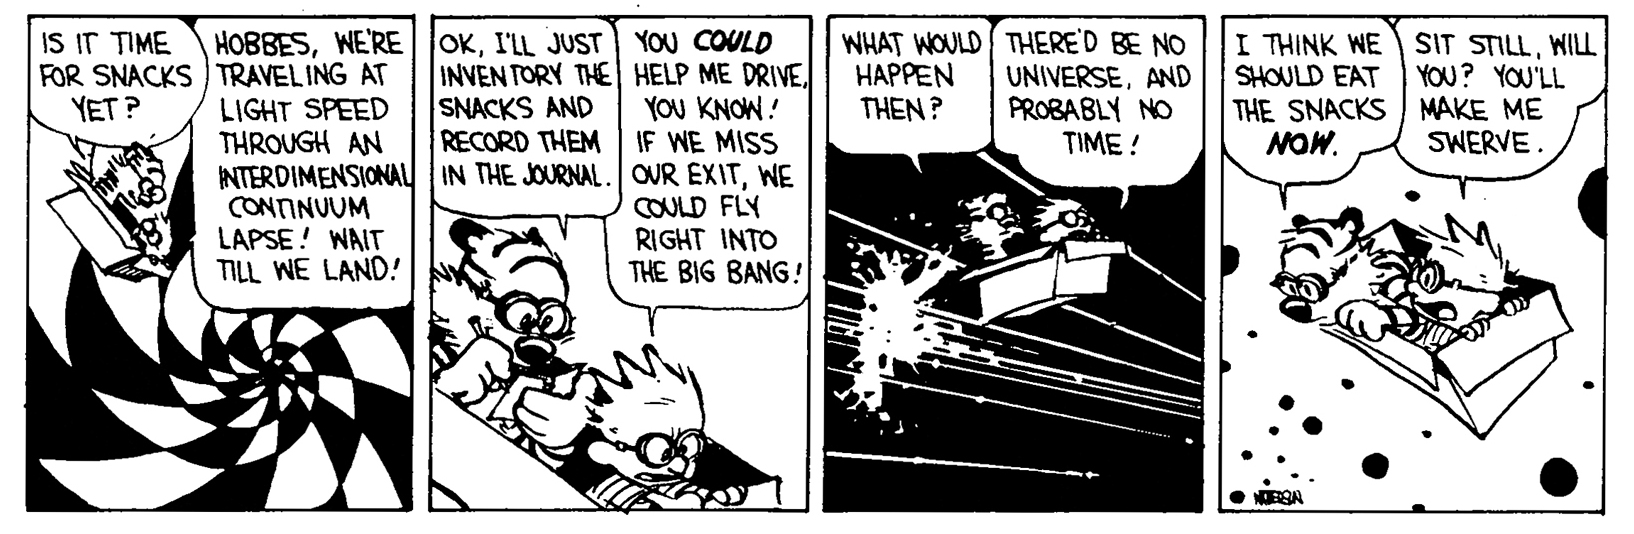 IS IT TIME
FOR SNACKS
YET?
HOBBES, WE'RE
TRAVELING AT
LIGHT SPEED
THROUGH AN
INTERDIMENSIONAL
CONTINUUM
LAPSE! WAIT
TILL WE LAND!
OK, I'LL JUST
INVENTORY THE
SNACKS AND
RECORD THEM
IN THE JOURNAL.
YOU COULD
HELP ME DRIVE,
YOU KNOW!
IF WE MISS
OUR EXIT, WE
COULD FLY
RIGHT INTO
THE BIG BANG!
WHAT WOULD
HAPPEN
THEN?
THERE'D BE NO
UNIVERSE, AND
PROBABLY NO
TIME!
I THINK WE
SHOULD EAT
THE SNACKS
NOW.
SIT STILL, WILL
YOU? YOU'LL
MAKE ME
SWERVE.
WATTERSON